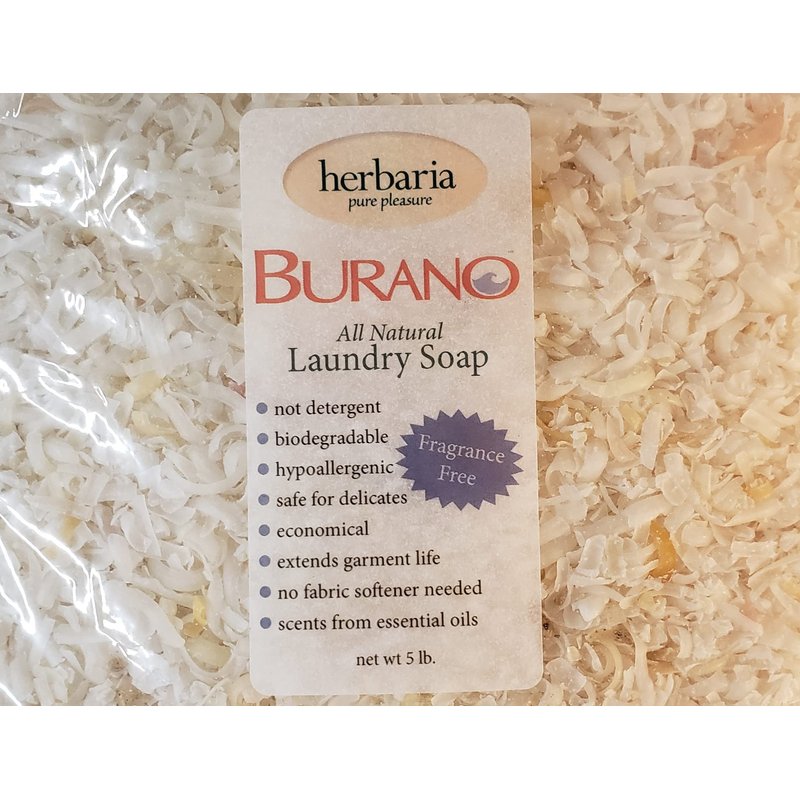 herbaria
pure pleasure
BURANO
All Natural
Laundry Soap
not detergent
biodegradable
hypoallergenic
safe for delicates
economical
extends garment life
no fabric softener needed
scents from essential oils
Fragrance
Free
net wt 5 lb.